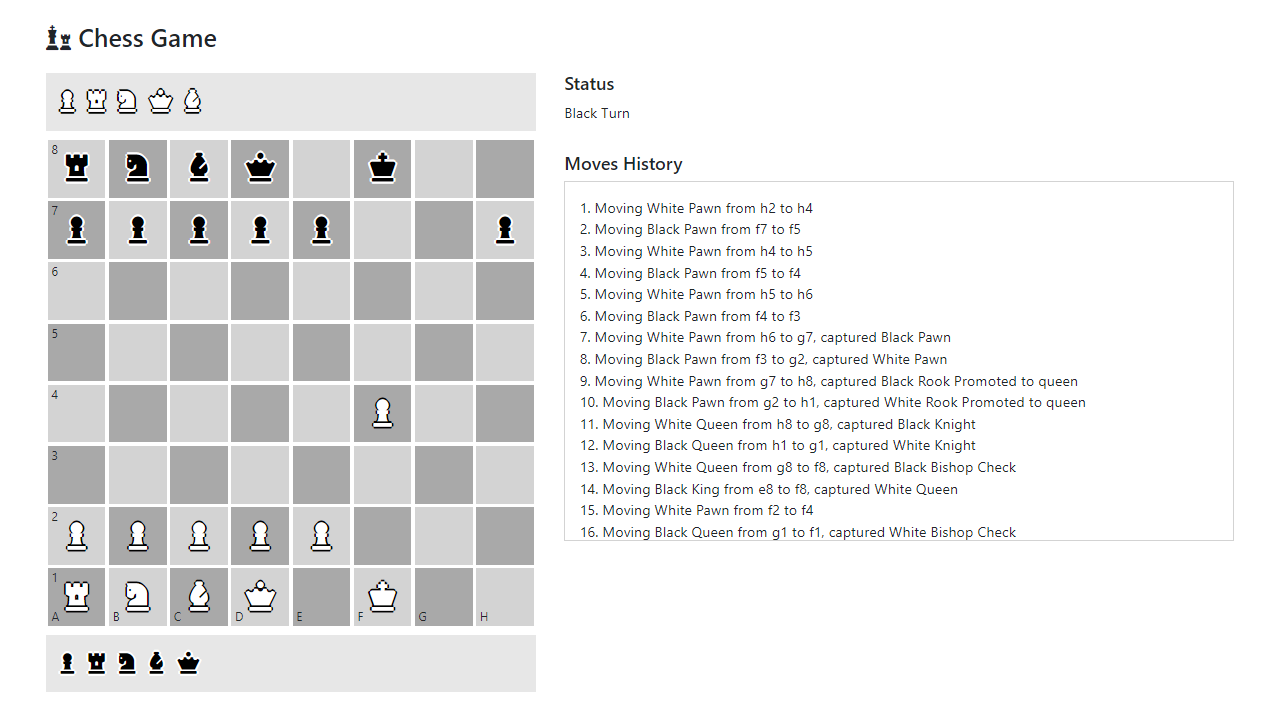 Chess Game
Status
Black Turn
Moves History
1. Moving White Pawn from h2 to h4
2. Moving Black Pawn from f7 to f5
3. Moving White Pawn from h4 to h5
4. Moving Black Pawn from f5 to f4
5. Moving White Pawn from h5 to h6
6. Moving Black Pawn from f4 to f3
7. Moving White Pawn from h6 to g7, captured Black Pawn
8. Moving Black Pawn from f3 to g2, captured White Pawn
9. Moving White Pawn from g7 to h8, captured Black Rook Promoted to queen
10. Moving Black Pawn from g2 to h1, captured White Rook Promoted to queen
11. Moving White Queen from h8 to g8, captured Black Knight
12. Moving Black Queen from h1 to g1, captured White Knight
13. Moving White Queen from g8 to f8, captured Black Bishop Check
14. Moving Black King from e8 to f8, captured White Queen
15. Moving White Pawn from f2 to f4
16. Moving Black Queen from g1 to f1, captured White Bishop Check
8
7
6
5
4
3
2
1
A B C D E F G H